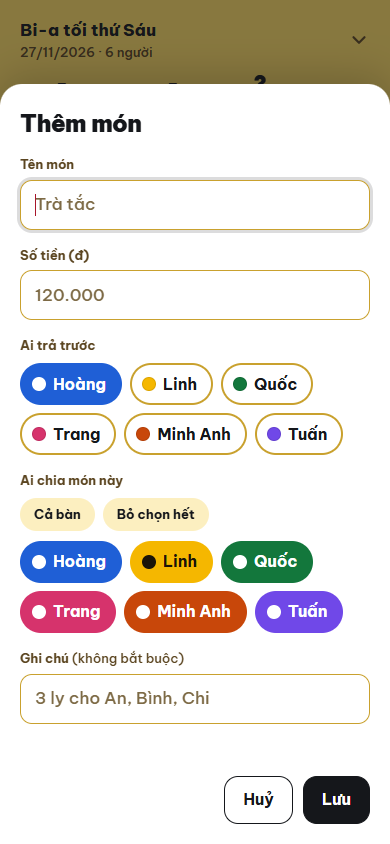 Bi-a tối thứ Sáu
27/11/2026 · 6 người
Thêm món
Tên món
Trà tắc
Số tiền (đ)
120.000
Ai trả trước
Hoàng
Linh
Quốc
Trang
Minh Anh
Tuấn
Ai chia món này
Cả bàn
Bỏ chọn hết
Hoàng
Linh
Quốc
Trang
Minh Anh
Tuấn
Ghi chú (không bắt buộc)
3 ly cho An, Bình, Chi
Huỷ
Lưu